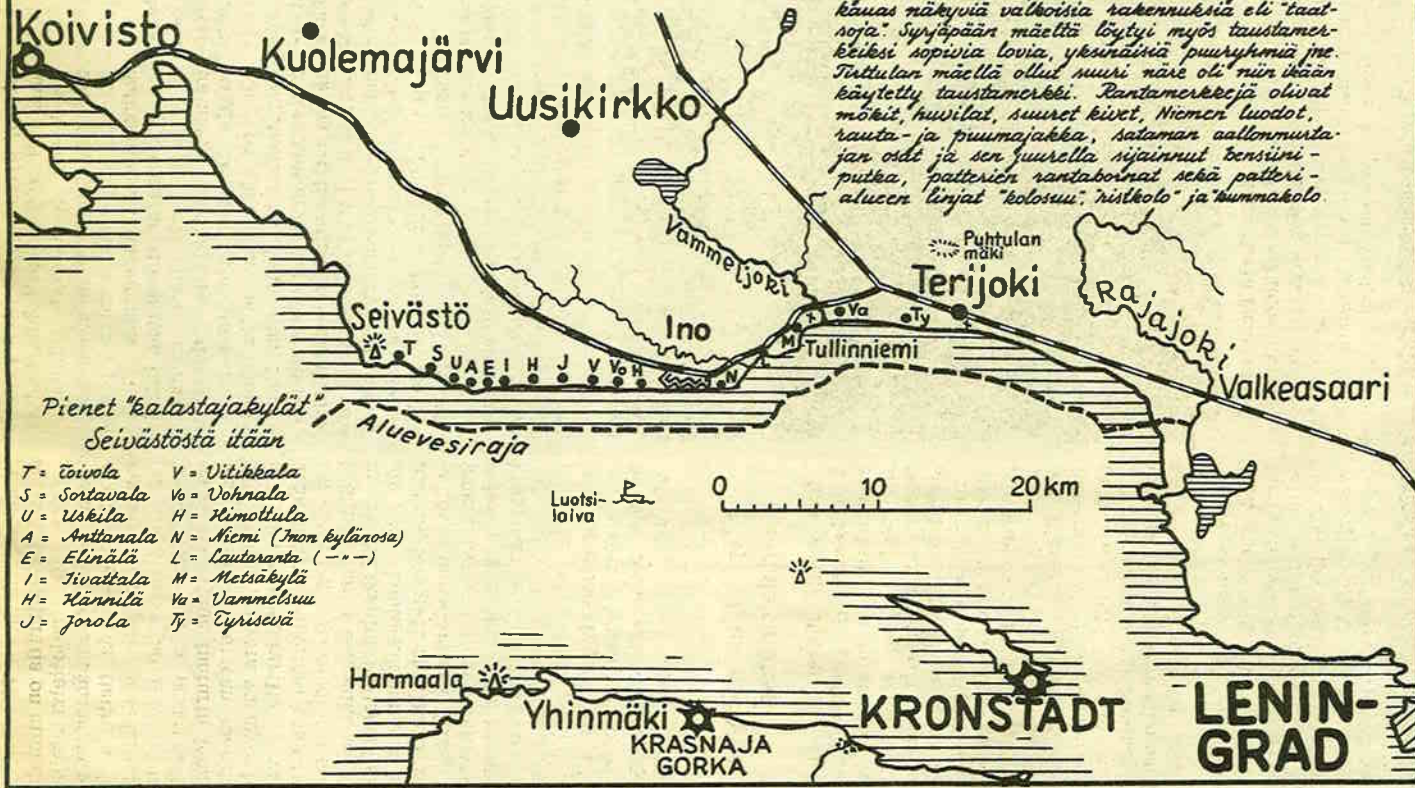 kauas näkyviä valkoisia rakennuksia eli "taat-
soja". Syrjäpään mäeltä löytyi myös taustamer-
keiksi sopivia lovia, yksinäisiä puuryhmiä jne.
Tirttulan mäellä ollut suuri näre oli niin ikään
käytetty taustamerkki. Rantamerkkejä olivat
mökit, huvilat, suuret kivet, Niemen luodot,
rauta- ja puumajakka, sataman aallonmurta-
jan osat ja sen juurella sijainnut bensiini-
putka, patterien rantabornat sekä patteri-
alueen linjat "kolosuu", "ristkolo" ja "kummakolo.
Koivisto
Kuolemajärvi
Uusikirkko
Vammeljoki
Puhtulan
mäki
Terijoki
Rajajoki
Valkeasaari
Seivästö
Ino
Tullinniemi
T S U A E I H J V Vo H N L M X Va Ty
Aluevesiraja
Pienet "kalastajakylät"
Seivästöstä itään
T = Toivola
S = Sortavala
U = Uskila
A = Anttanala
E = Elinälä
I = Iivattala
H = Hännilä
J = Jorola
V = Vitikkala
Vo = Vohnala
H = Himottula
N = Niemi (Inon kylänosa)
L = Lautaranta (—"—)
M = Metsäkylä
Va = Vammelsuu
Ty = Tyrisevä
Luotsi-
laiva
0 10 20 km
Harmaala
Yhinmäki
KRASNAJA
GORKA
KRONSTADT
LENIN-
GRAD